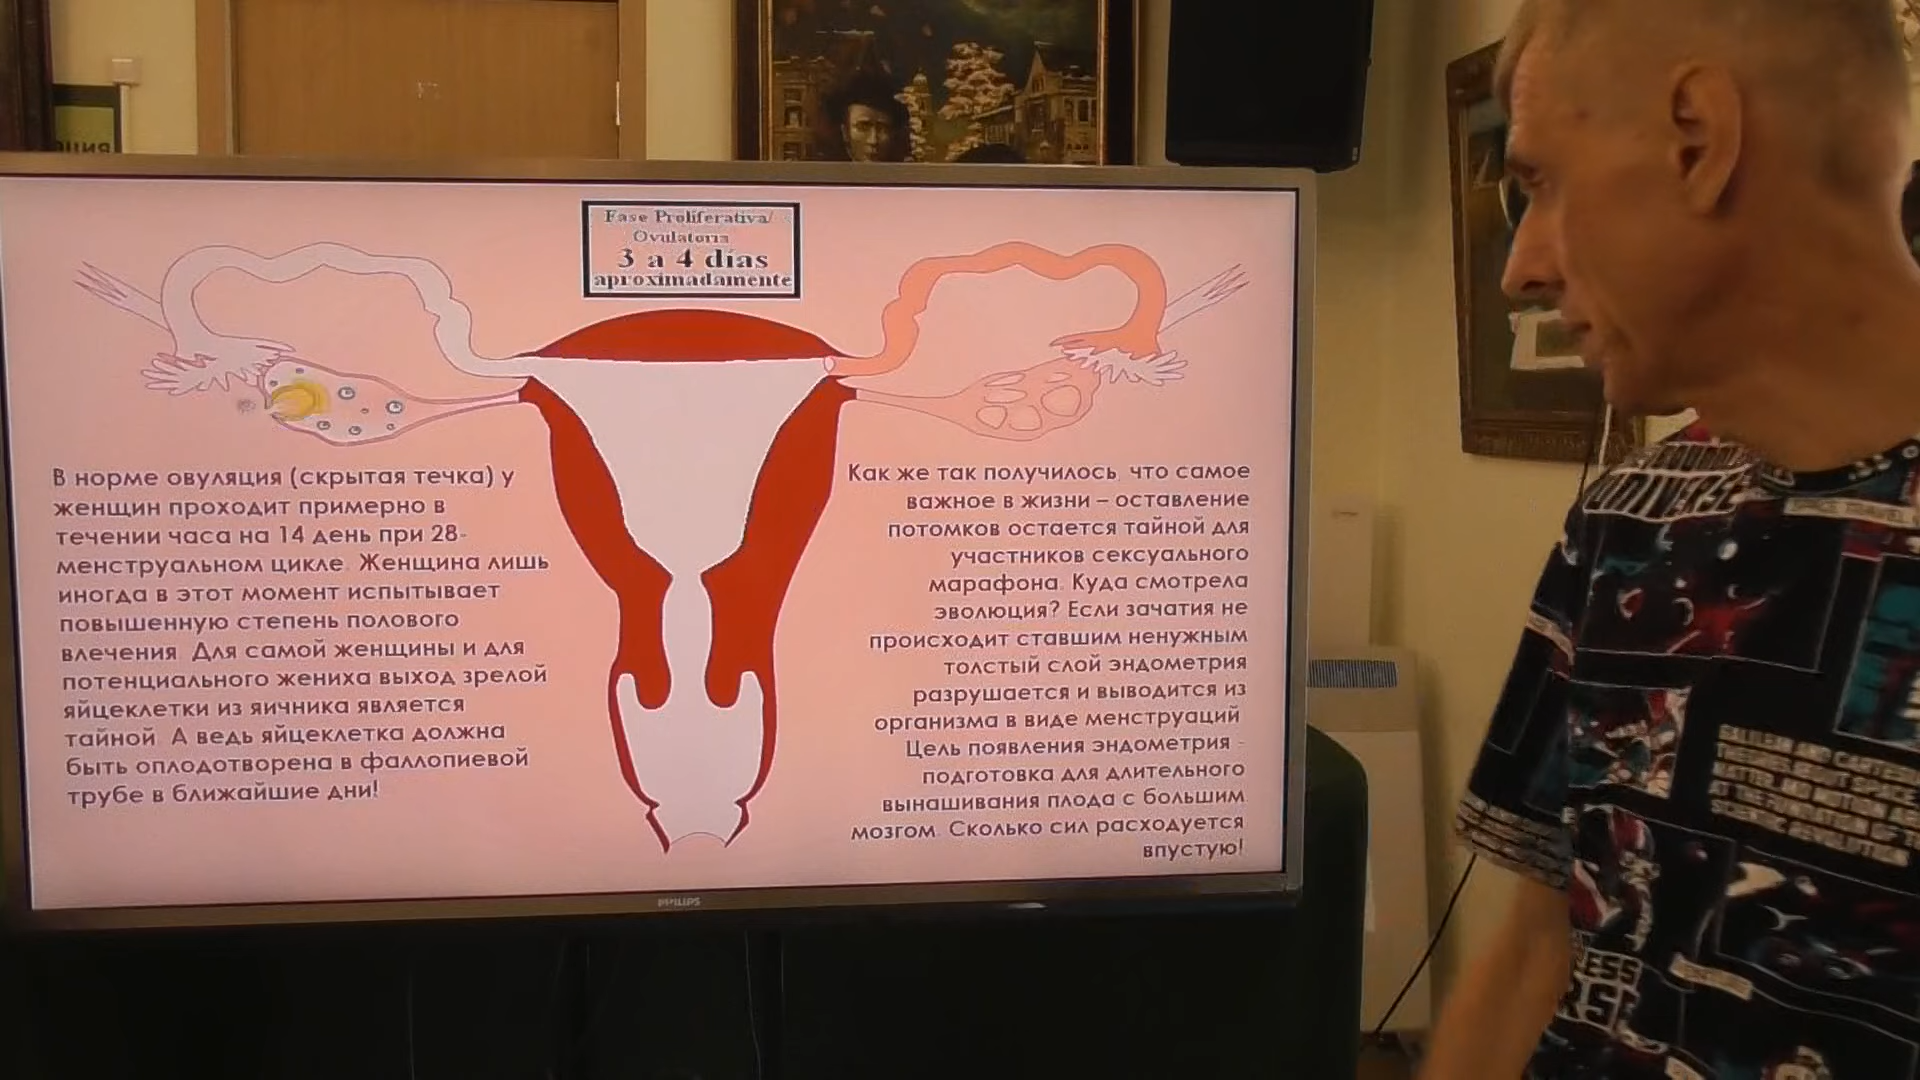 Fase Proliferativa/
Ovulatoria
3 a 4 días
aproximadamente
В норме овуляция (скрытая течка) у
женщин проходит примерно в
течении часа на 14 день при 28-
менструальном цикле. Женщина лишь
иногда в этот момент испытывает
повышенную степень полового
влечения. Для самой женщины и для
потенциального жениха выход зрелой
яйцеклетки из яичника является
тайной. А ведь яйцеклетка должна
быть оплодотворена в фаллопиевой
трубе в ближайшие дни!
Как же так получилось, что самое
важное в жизни – оставление
потомков остается тайной для
участников сексуального
марафона. Куда смотрела
эволюция? Если зачатия не
происходит ставшим ненужным
толстый слой эндометрия
разрушается и выводится из
организма в виде менструаций.
Цель появления эндометрия -
подготовка для длительного
вынашивания плода с большим
мозгом. Сколько сил расходуется
впустую!
PHILIPS
UNIVERSE
SPACE TRAVEL